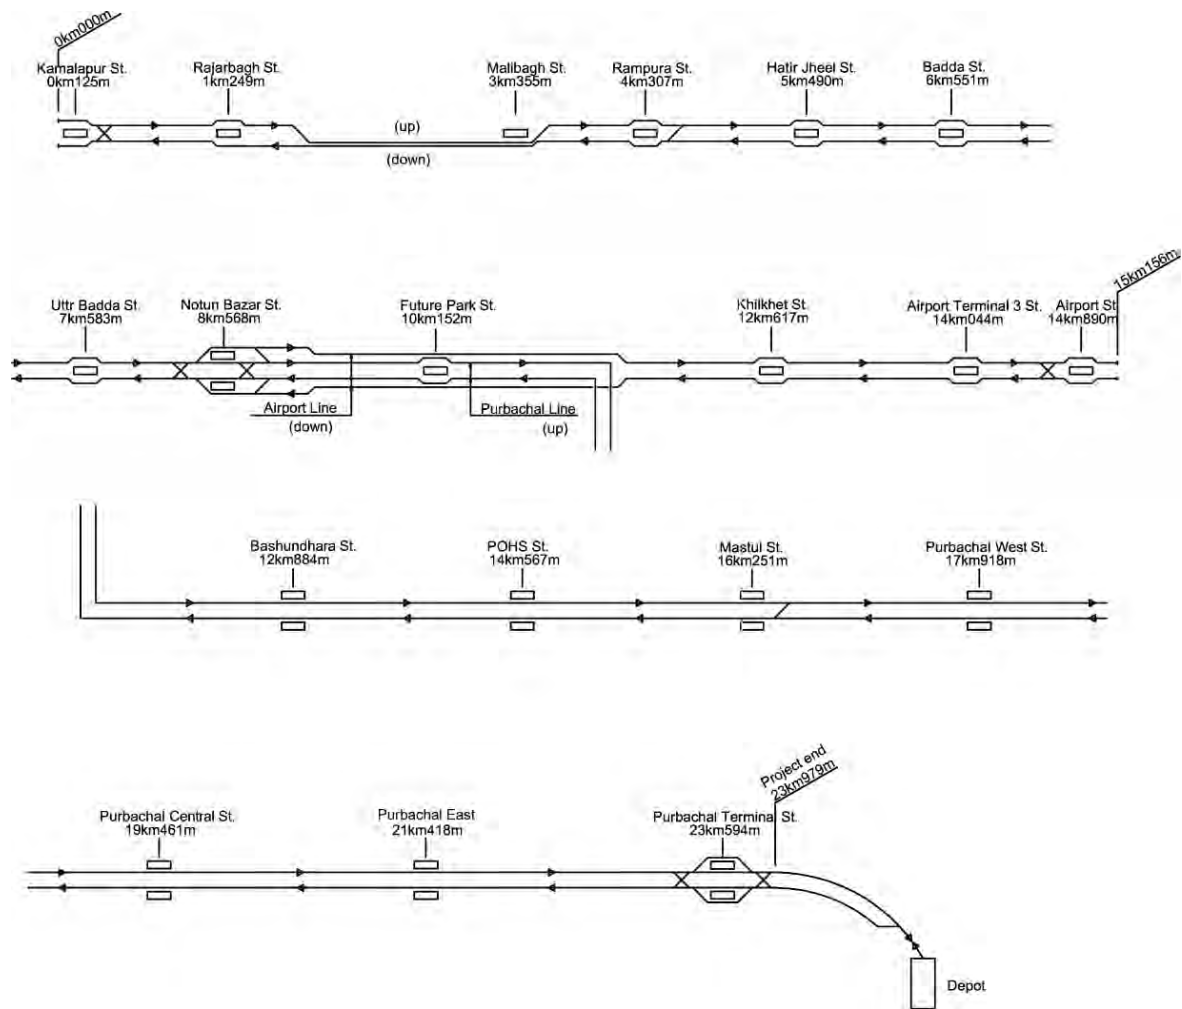 0km000m
Kamalapur St.
0km125m
Rajarbagh St.
1km249m
Malibagh St.
3km355m
Rampura St.
4km307m
Hatir Jheel St.
5km490m
Badda St.
6km551m
(up)
(down)
15km156m
Uttr Badda St.
7km583m
Notun Bazar St.
8km568m
Future Park St.
10km152m
Khilkhet St.
12km617m
Airport Terminal 3 St.
14km044m
Airport St
14km890m
Airport Line
(down)
Purbachal Line
(up)
Bashundhara St.
12km884m
POHS St.
14km567m
Mastul St.
16km251m
Purbachal West St.
17km918m
Project end
23km979m
Purbachal Central St.
19km461m
Purbachal East
21km418m
Purbachal Terminal St.
23km594m
Depot